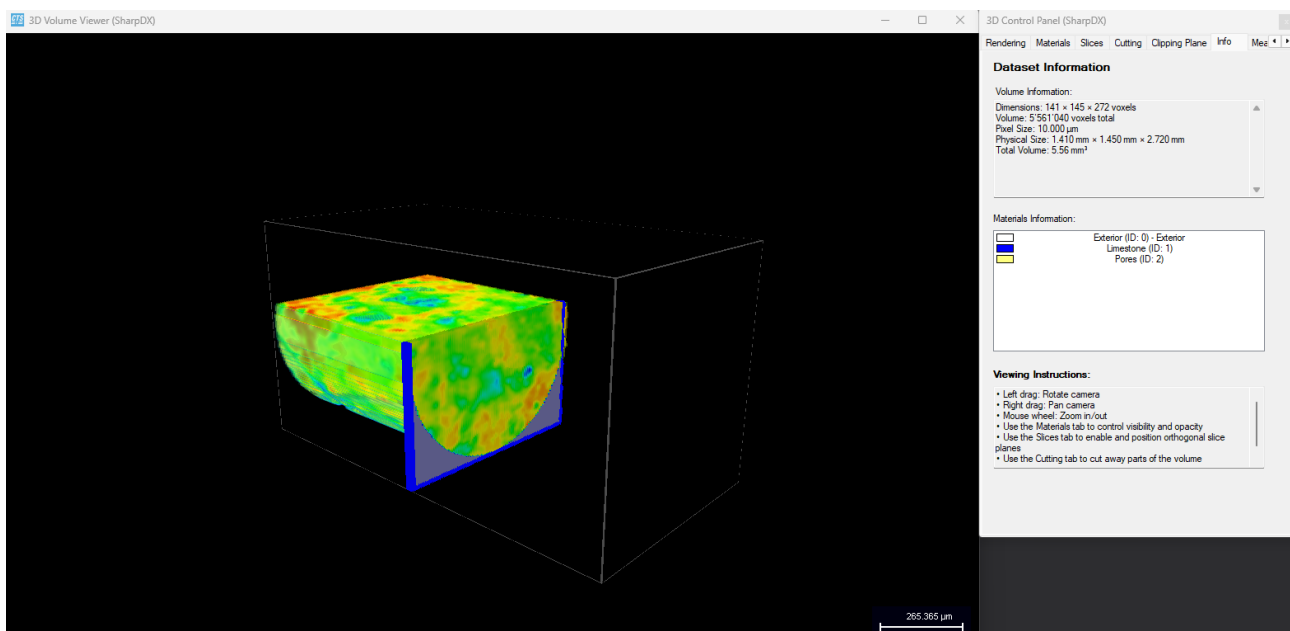 3D Volume Viewer (SharpDX)
265.365 µm
3D Control Panel (SharpDX)
Rendering Materials Slices Cutting Clipping Plane Info Mea
Dataset Information
Volume Information:
Dimensions: 141 × 145 × 272 voxels
Volume: 5'561'040 voxels total
Pixel Size: 10.000 µm
Physical Size: 1.410 mm × 1.450 mm × 2.720 mm
Total Volume: 5.56 mm³
Materials Information:
Exterior (ID: 0) - Exterior
Limestone (ID: 1)
Pores (ID: 2)
Viewing Instructions:
• Left drag: Rotate camera
• Right drag: Pan camera
• Mouse wheel: Zoom in/out
• Use the Materials tab to control visibility and opacity
• Use the Slices tab to enable and position orthogonal slice
planes
• Use the Cutting tab to cut away parts of the volume